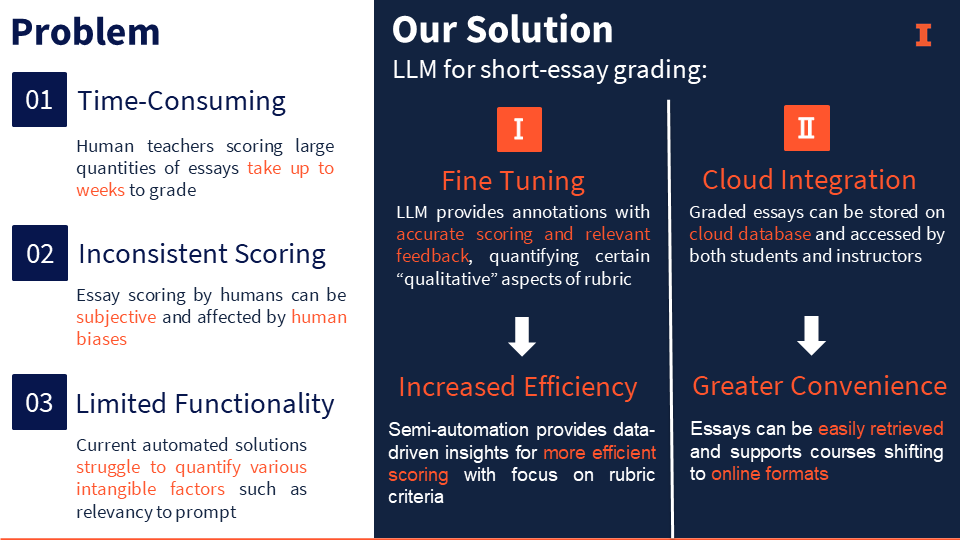 Problem
01
Time-Consuming
Human teachers scoring large
quantities of essays take up to
weeks to grade
02
Inconsistent Scoring
Essay scoring by humans can be
subjective and affected by human
biases
03
Limited Functionality
Current automated solutions
struggle to quantify various
intangible factors such as
relevancy to prompt
Our Solution
I
LLM for short-essay grading:
I
Fine Tuning
LLM provides annotations with
accurate scoring and relevant
feedback, quantifying certain
“qualitative” aspects of rubric
Increased Efficiency
Semi-automation provides data-
driven insights for more efficient
scoring with focus on rubric
criteria
II
Cloud Integration
Graded essays can be stored on
cloud database and accessed by
both students and instructors
Greater Convenience
Essays can be easily retrieved
and supports courses shifting
to online formats